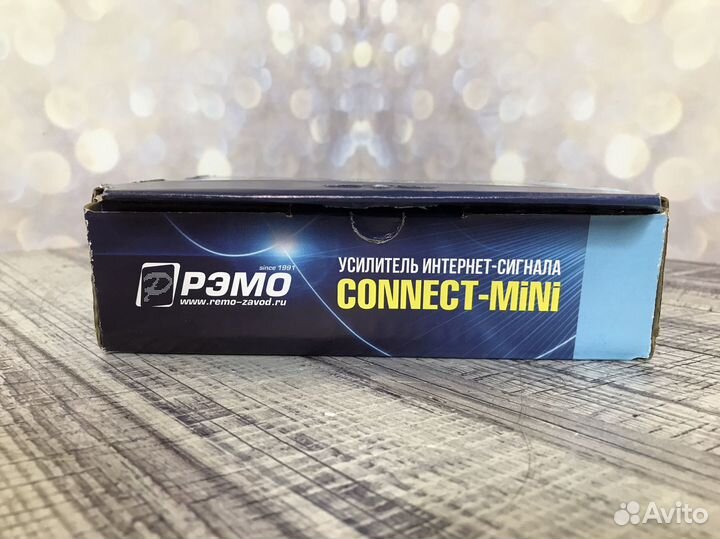 since 1991
РЭМО
www.remo-zavod.ru
УСИЛИТЕЛЬ ИНТЕРНЕТ-СИГНАЛА
CONNECT-MiNi
Avito